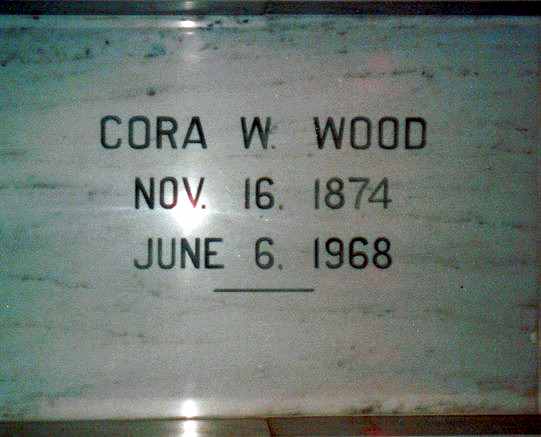 CORA W. WOOD
NOV. 16. 1874
JUNE 6. 1968